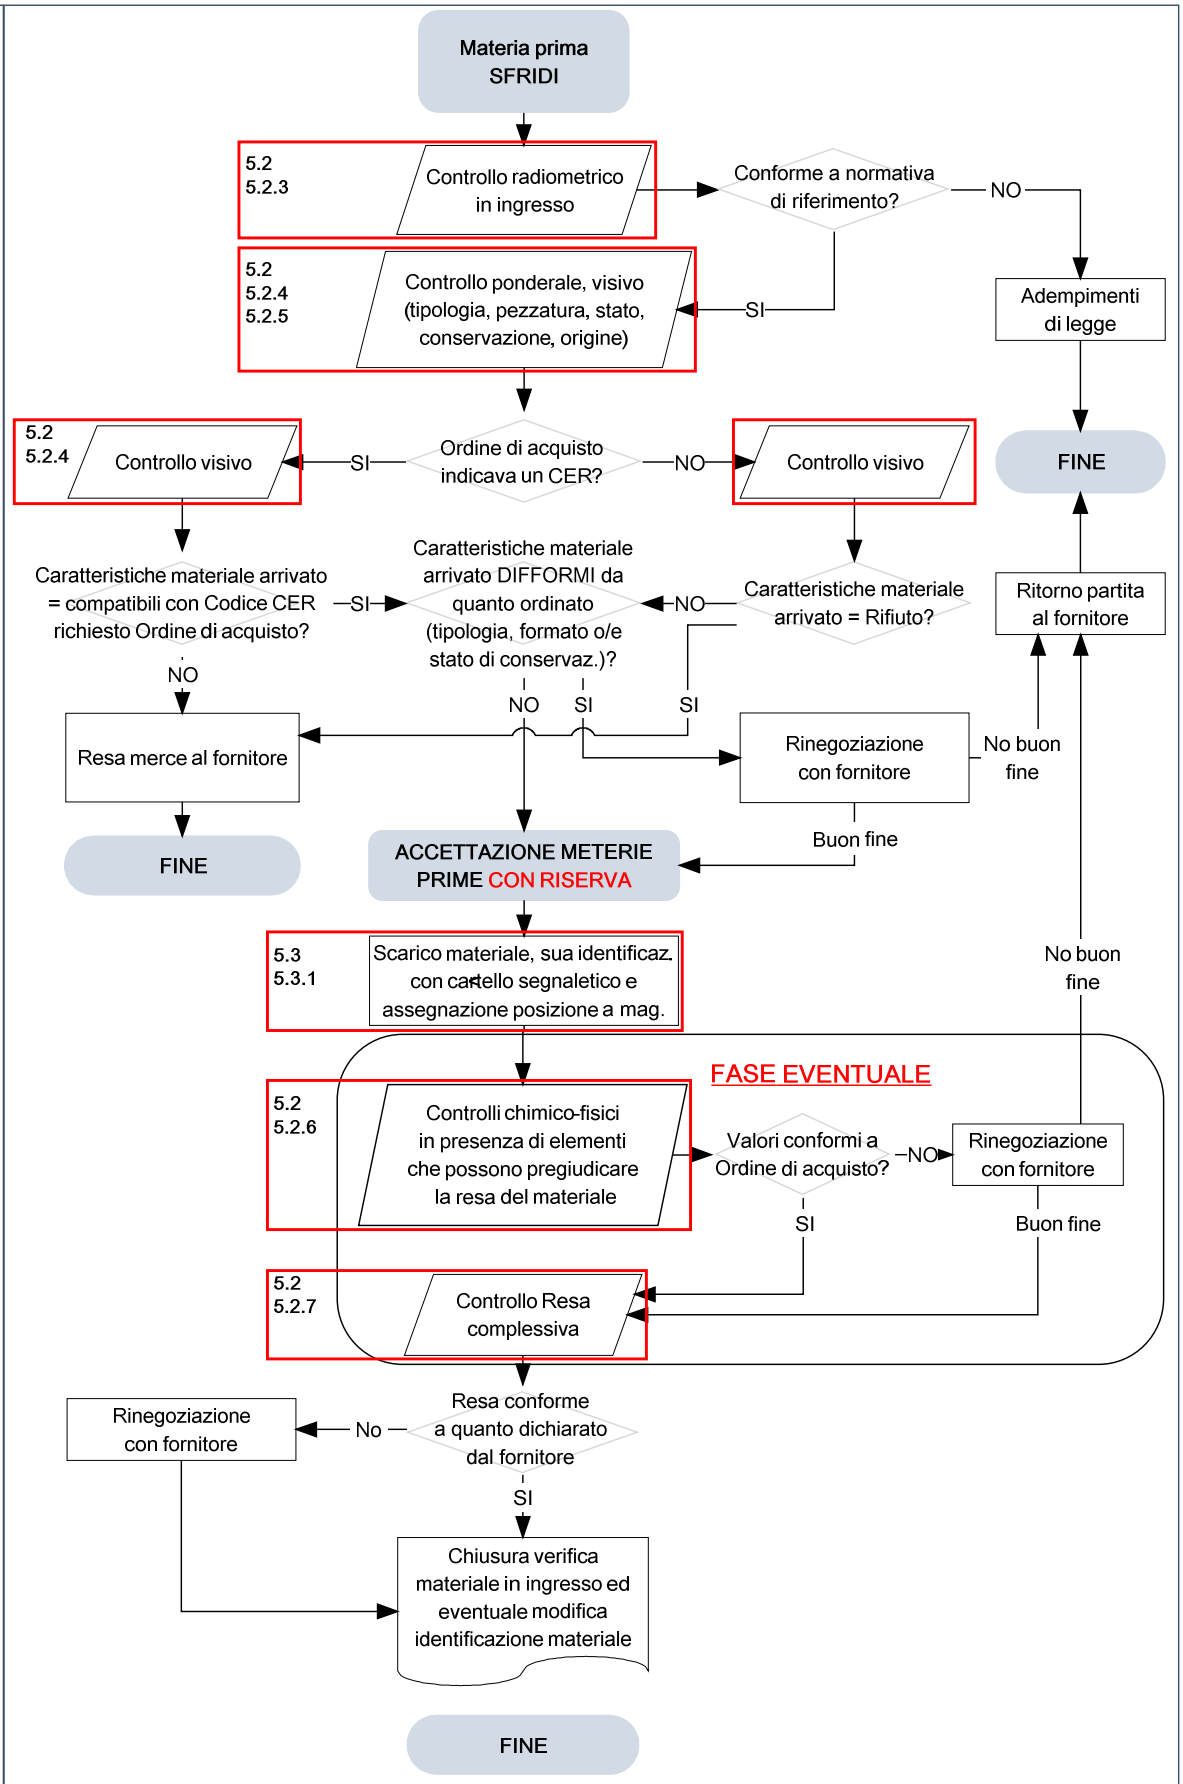 Materia prima
SFRIDI
5.2
5.2.3
Controllo radiometrico
in ingresso
Conforme a normativa
di riferimento?
NO
5.2
5.2.4
5.2.5
Controllo ponderale, visivo
(tipologia, pezzatura, stato,
conservazione, origine)
SI
Adempimenti
di legge
5.2
5.2.4
Controllo visivo
SI
Ordine di acquisto
indicava un CER?
NO
Controllo visivo
FINE
Caratteristiche materiale arrivato
= compatibili con Codice CER
richiesto Ordine di acquisto?
SI
Caratteristiche materiale
arrivato DIFFORMI da
quanto ordinato
(tipologia, formato o/e
stato di conservaz.)?
NO
Caratteristiche materiale
arrivato = Rifiuto?
Ritorno partita
al fornitore
NO
NO
SI
SI
Resa merce al fornitore
Rinegoziazione
con fornitore
No buon
fine
Buon fine
FINE
ACCETTAZIONE METERIE
PRIME CON RISERVA
5.3
5.3.1
Scarico materiale, sua identificaz.
con cartello segnaletico e
assegnazione posizione a mag.
No buon
fine
FASE EVENTUALE
5.2
5.2.6
Controlli chimico-fisici
in presenza di elementi
che possono pregiudicare
la resa del materiale
Valori conformi a
Ordine di acquisto?
NO
Rinegoziazione
con fornitore
SI
Buon fine
5.2
5.2.7
Controllo Resa
complessiva
Rinegoziazione
con fornitore
No
Resa conforme
a quanto dichiarato
dal fornitore
SI
Chiusura verifica
materiale in ingresso ed
eventuale modifica
identificazione materiale
FINE